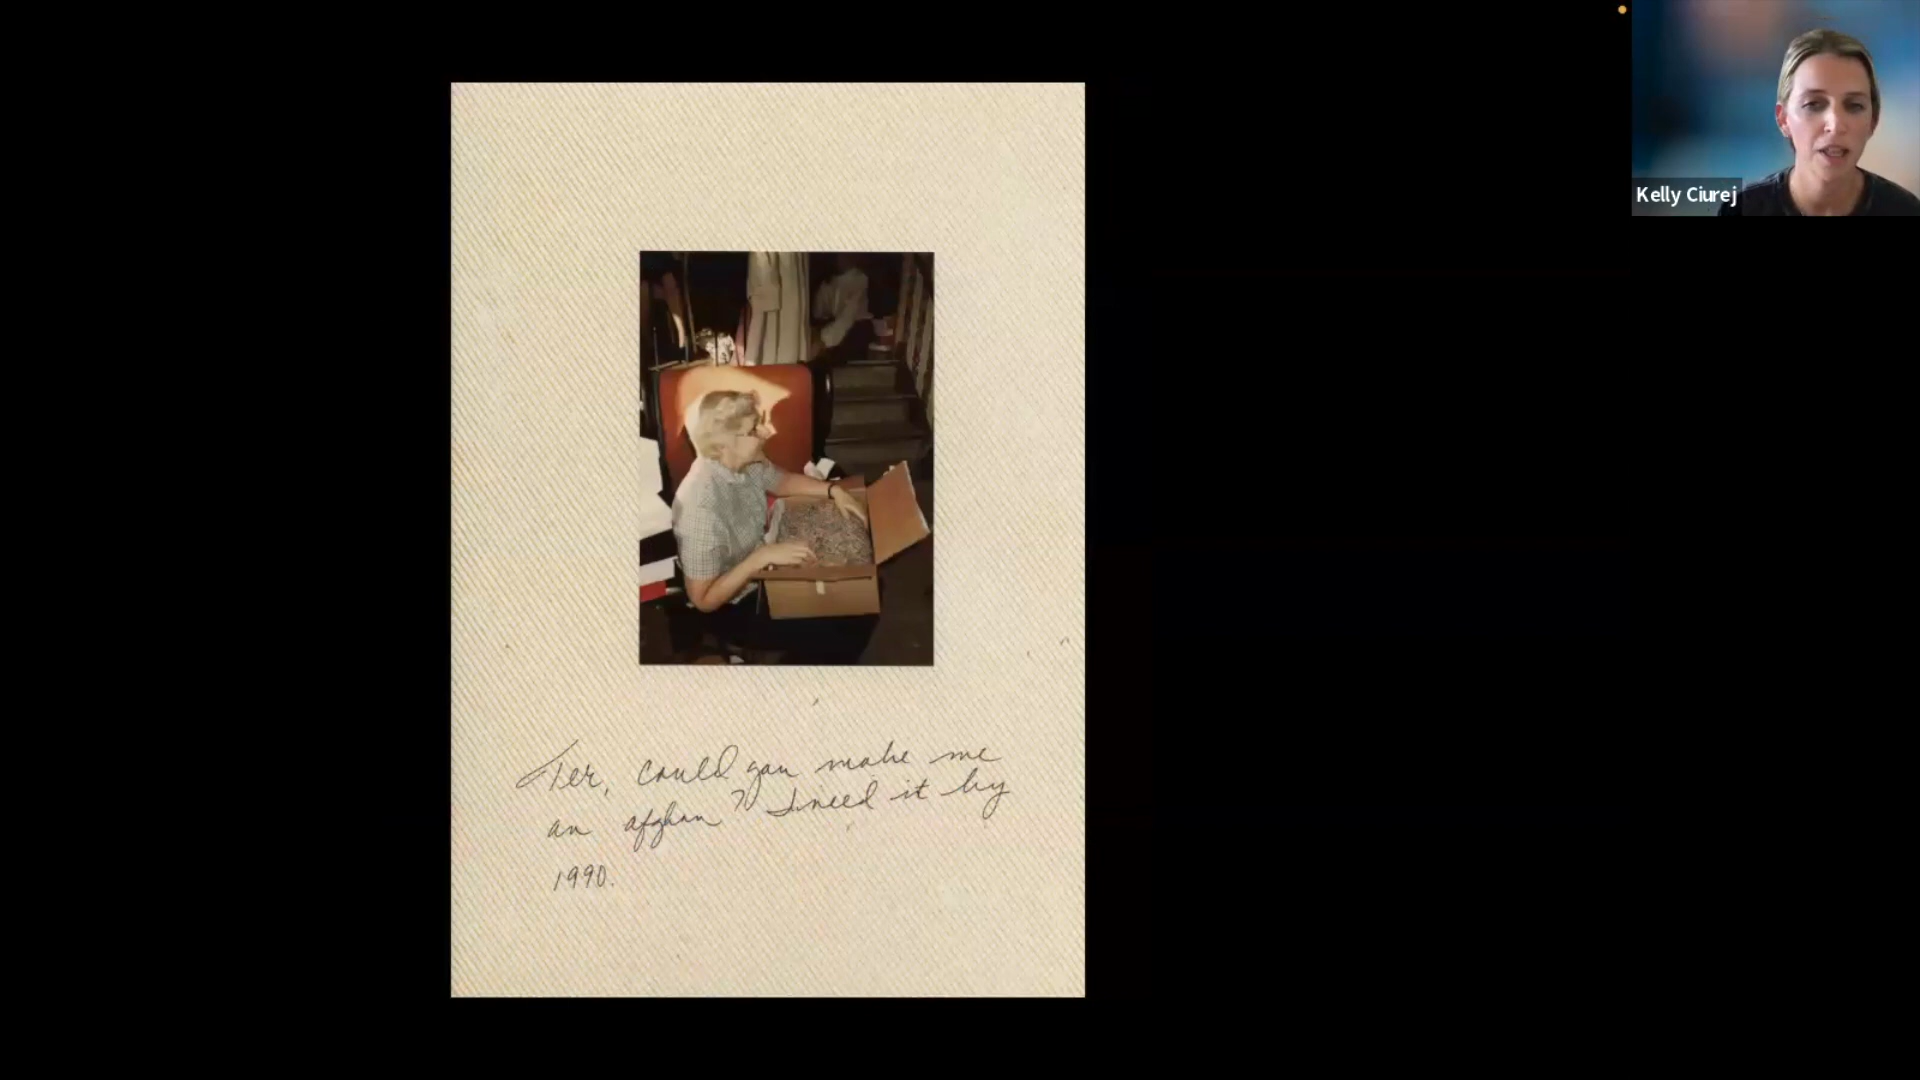 Kelly Ciurej
Ter, could you make me
an afghan? I need it by
1990.